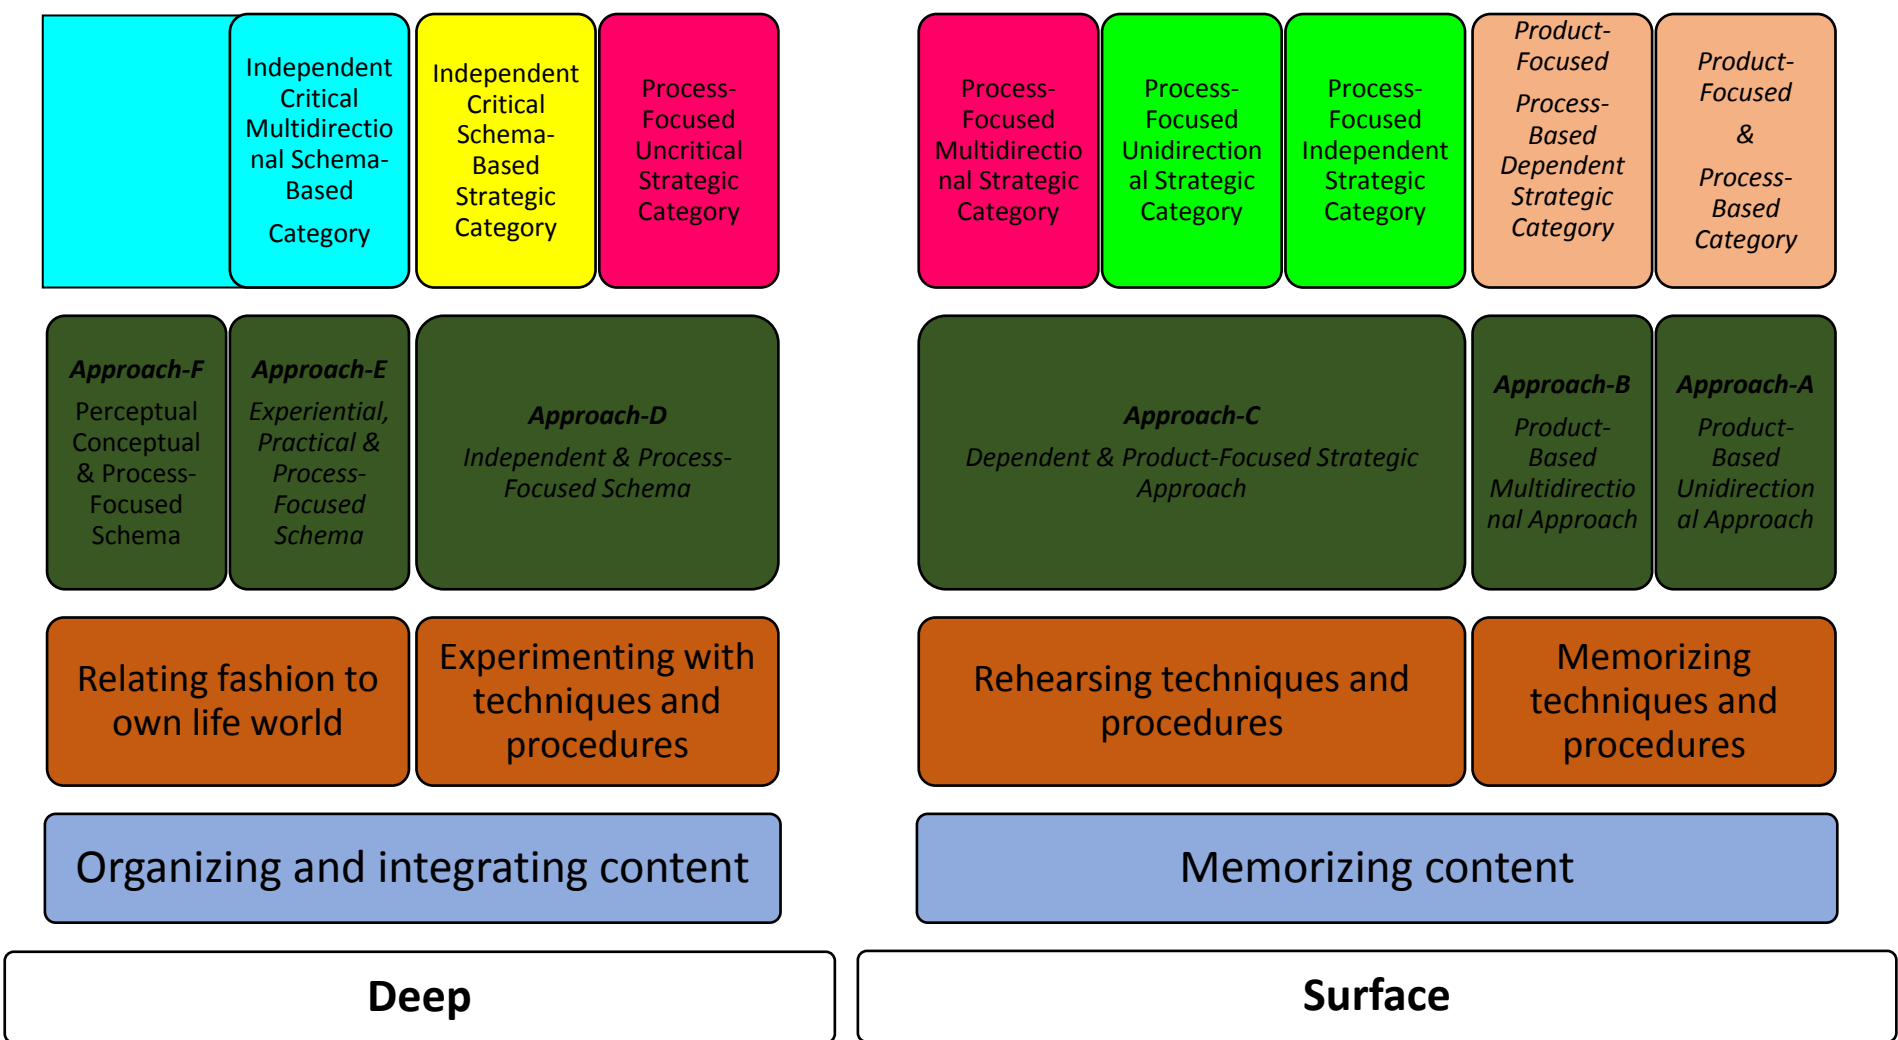 Independent
Critical
Multidirectio
nal Schema-
Based
Category
Independent
Critical
Schema-
Based
Strategic
Category
Process-
Focused
Uncritical
Strategic
Category
Process-
Focused
Multidirectio
nal Strategic
Category
Process-
Focused
Unidirection
al Strategic
Category
Process-
Focused
Independent
Strategic
Category
Product-
Focused
Process-
Based
Dependent
Strategic
Category
Product-
Focused
&
Process-
Based
Category
Approach-F
Perceptual
Conceptual
& Process-
Focused
Schema
Approach-E
Experiential,
Practical &
Process-
Focused
Schema
Approach-D
Independent & Process-
Focused Schema
Approach-C
Dependent & Product-Focused Strategic
Approach
Approach-B
Product-
Based
Multidirectio
nal Approach
Approach-A
Product-
Based
Unidirection
al Approach
Relating fashion to
own life world
Experimenting with
techniques and
procedures
Rehearsing techniques and
procedures
Memorizing
techniques and
procedures
Organizing and integrating content
Memorizing content
Deep
Surface